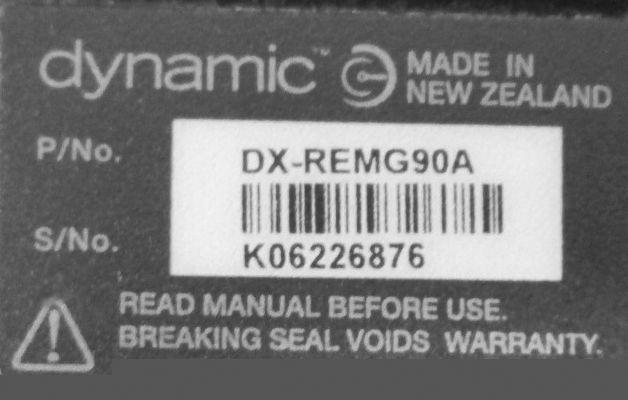 dynamic™ MADE IN
NEW ZEALAND
P/No. DX-REMG90A
S/No. K06226876
READ MANUAL BEFORE USE.
BREAKING SEAL VOIDS WARRANTY.